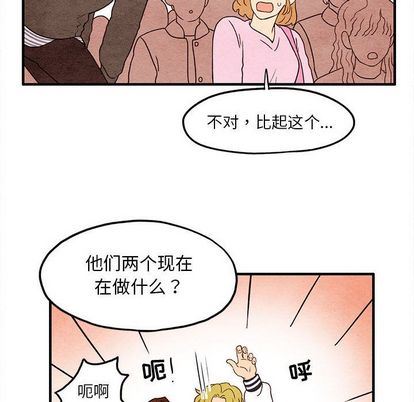 不对，比起这个...
他们两个现在
在做什么？
呃！
呼
呃啊